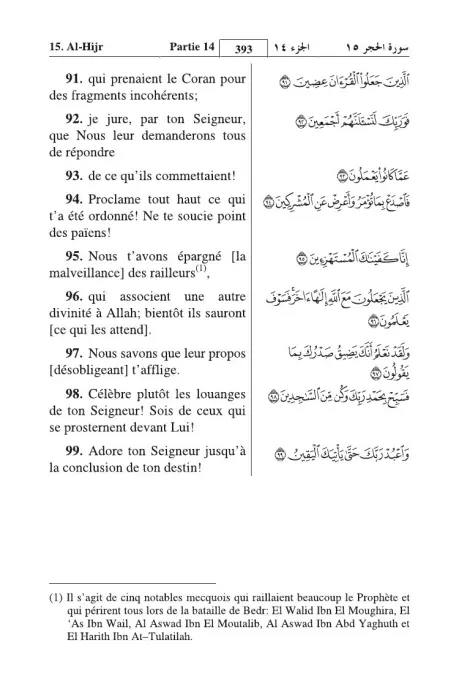 15. Al-Hijr Partie 14 393 الجزء ١٤ سورة الحجر ١٥
91. qui prenaient le Coran pour
des fragments incohérents;
ٱلَّذِينَ جَعَلُوا۟ ٱلْقُرْءَانَ عِضِينَ ٩١
92. je jure, par ton Seigneur,
que Nous leur demanderons tous
de répondre
فَوَرَبِّكَ لَنَسْـَٔلَنَّهُمْ أَجْمَعِينَ ٩٢
93. de ce qu’ils commettaient!
عَمَّا كَانُوا۟ يَعْمَلُونَ ٩٣
94. Proclame tout haut ce qui
t’a été ordonné! Ne te soucie point
des païens!
فَٱصْدَعْ بِمَا تُؤْمَرُ وَأَعْرِضْ عَنِ ٱلْمُشْرِكِينَ ٩٤
95. Nous t’avons épargné [la
malveillance] des railleurs(1),
إِنَّا كَفَيْنَـٰكَ ٱلْمُسْتَهْزِءِينَ ٩٥
96. qui associent une autre
divinité à Allah; bientôt ils sauront
[ce qui les attend].
ٱلَّذِينَ يَجْعَلُونَ مَعَ ٱللَّهِ إِلَـٰهًا ءَاخَرَ فَسَوْفَ
يَعْلَمُونَ ٩٦
97. Nous savons que leur propos
[désobligeant] t’afflige.
وَلَقَدْ نَعْلَمُ أَنَّكَ يَضِيقُ صَدْرُكَ بِمَا
يَقُولُونَ ٩٧
98. Célèbre plutôt les louanges
de ton Seigneur! Sois de ceux qui
se prosternent devant Lui!
فَسَبِّحْ بِحَمْدِ رَبِّكَ وَكُن مِّنَ ٱلسَّـٰجِدِينَ ٩٨
99. Adore ton Seigneur jusqu’à
la conclusion de ton destin!
وَٱعْبُدْ رَبَّكَ حَتَّىٰ يَأْتِيَكَ ٱلْيَقِينُ ٩٩
(1) Il s’agit de cinq notables mecquois qui raillaient beaucoup le Prophète et
qui périrent tous lors de la bataille de Bedr: El Walid Ibn El Moughira, El
‘As Ibn Wail, Al Aswad Ibn El Moutalib, Al Aswad Ibn Abd Yaghuth et
El Harith Ibn At–Tulatilah.